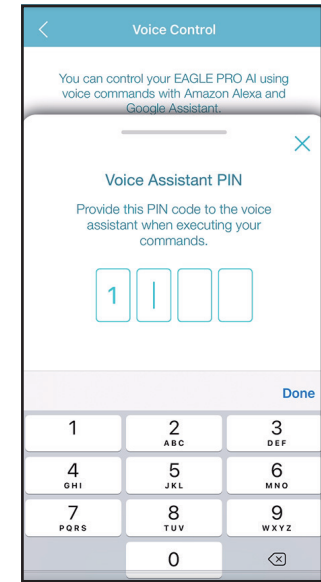 Voice Control
You can control your EAGLE PRO AI using
voice commands with Amazon Alexa and
Google Assistant.
Voice Assistant PIN
Provide this PIN code to the voice
assistant when executing your
commands.
1
Done
1 2 3
ABC DEF
4 5 6
GHI JKL MNO
7 8 9
PQRS TUV WXYZ
0